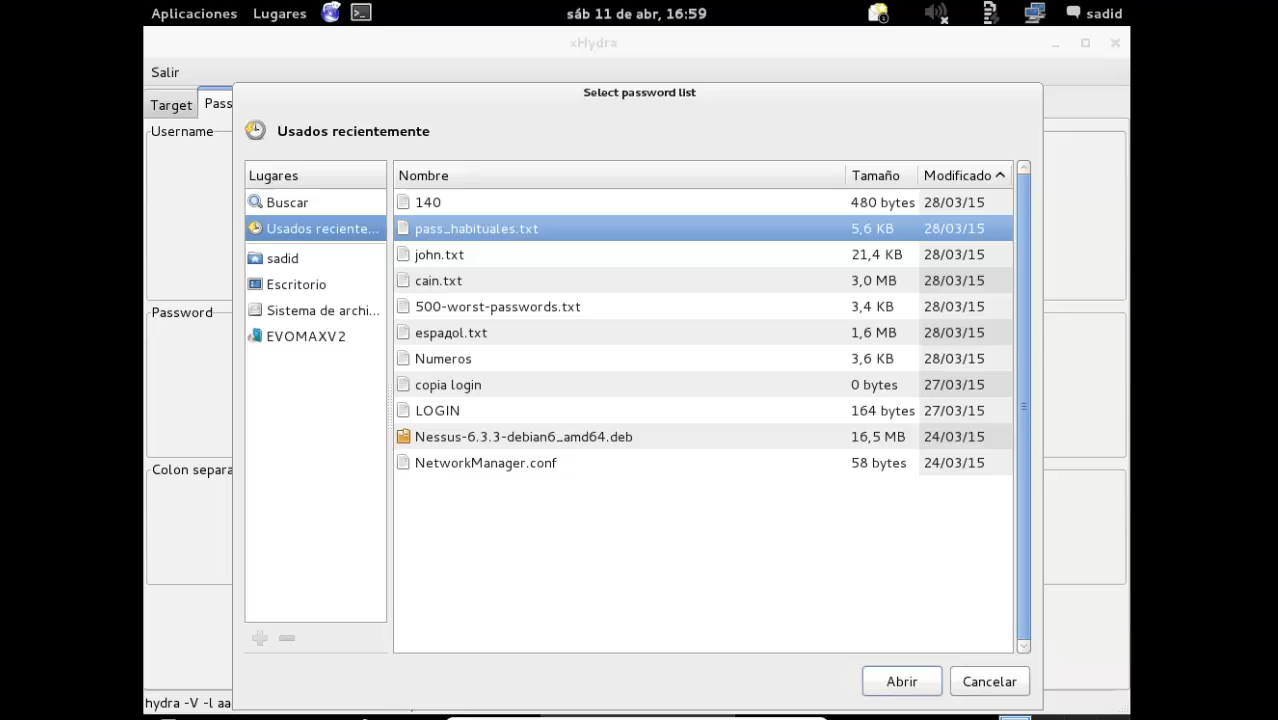 Aplicaciones Lugares sáb 11 de abr, 16:59 sadid
xHydra
Salir
Select password list
Target Pass
Usados recientemente
Username
Lugares Nombre Tamaño Modificado
Buscar 140 480 bytes 28/03/15
Usados reciente... pass_habituales.txt 5,6 KB 28/03/15
sadid john.txt 21,4 KB 28/03/15
Escritorio cain.txt 3,0 MB 28/03/15
Sistema de archi... 500-worst-passwords.txt 3,4 KB 28/03/15
Password
EVOMAXV2 espaдol.txt 1,6 MB 28/03/15
Numeros 3,6 KB 28/03/15
copia login 0 bytes 27/03/15
LOGIN 164 bytes 27/03/15
Nessus-6.3.3-debian6_amd64.deb 16,5 MB 24/03/15
NetworkManager.conf 58 bytes 24/03/15
Colon separa
Abrir Cancelar
hydra -V -l aa